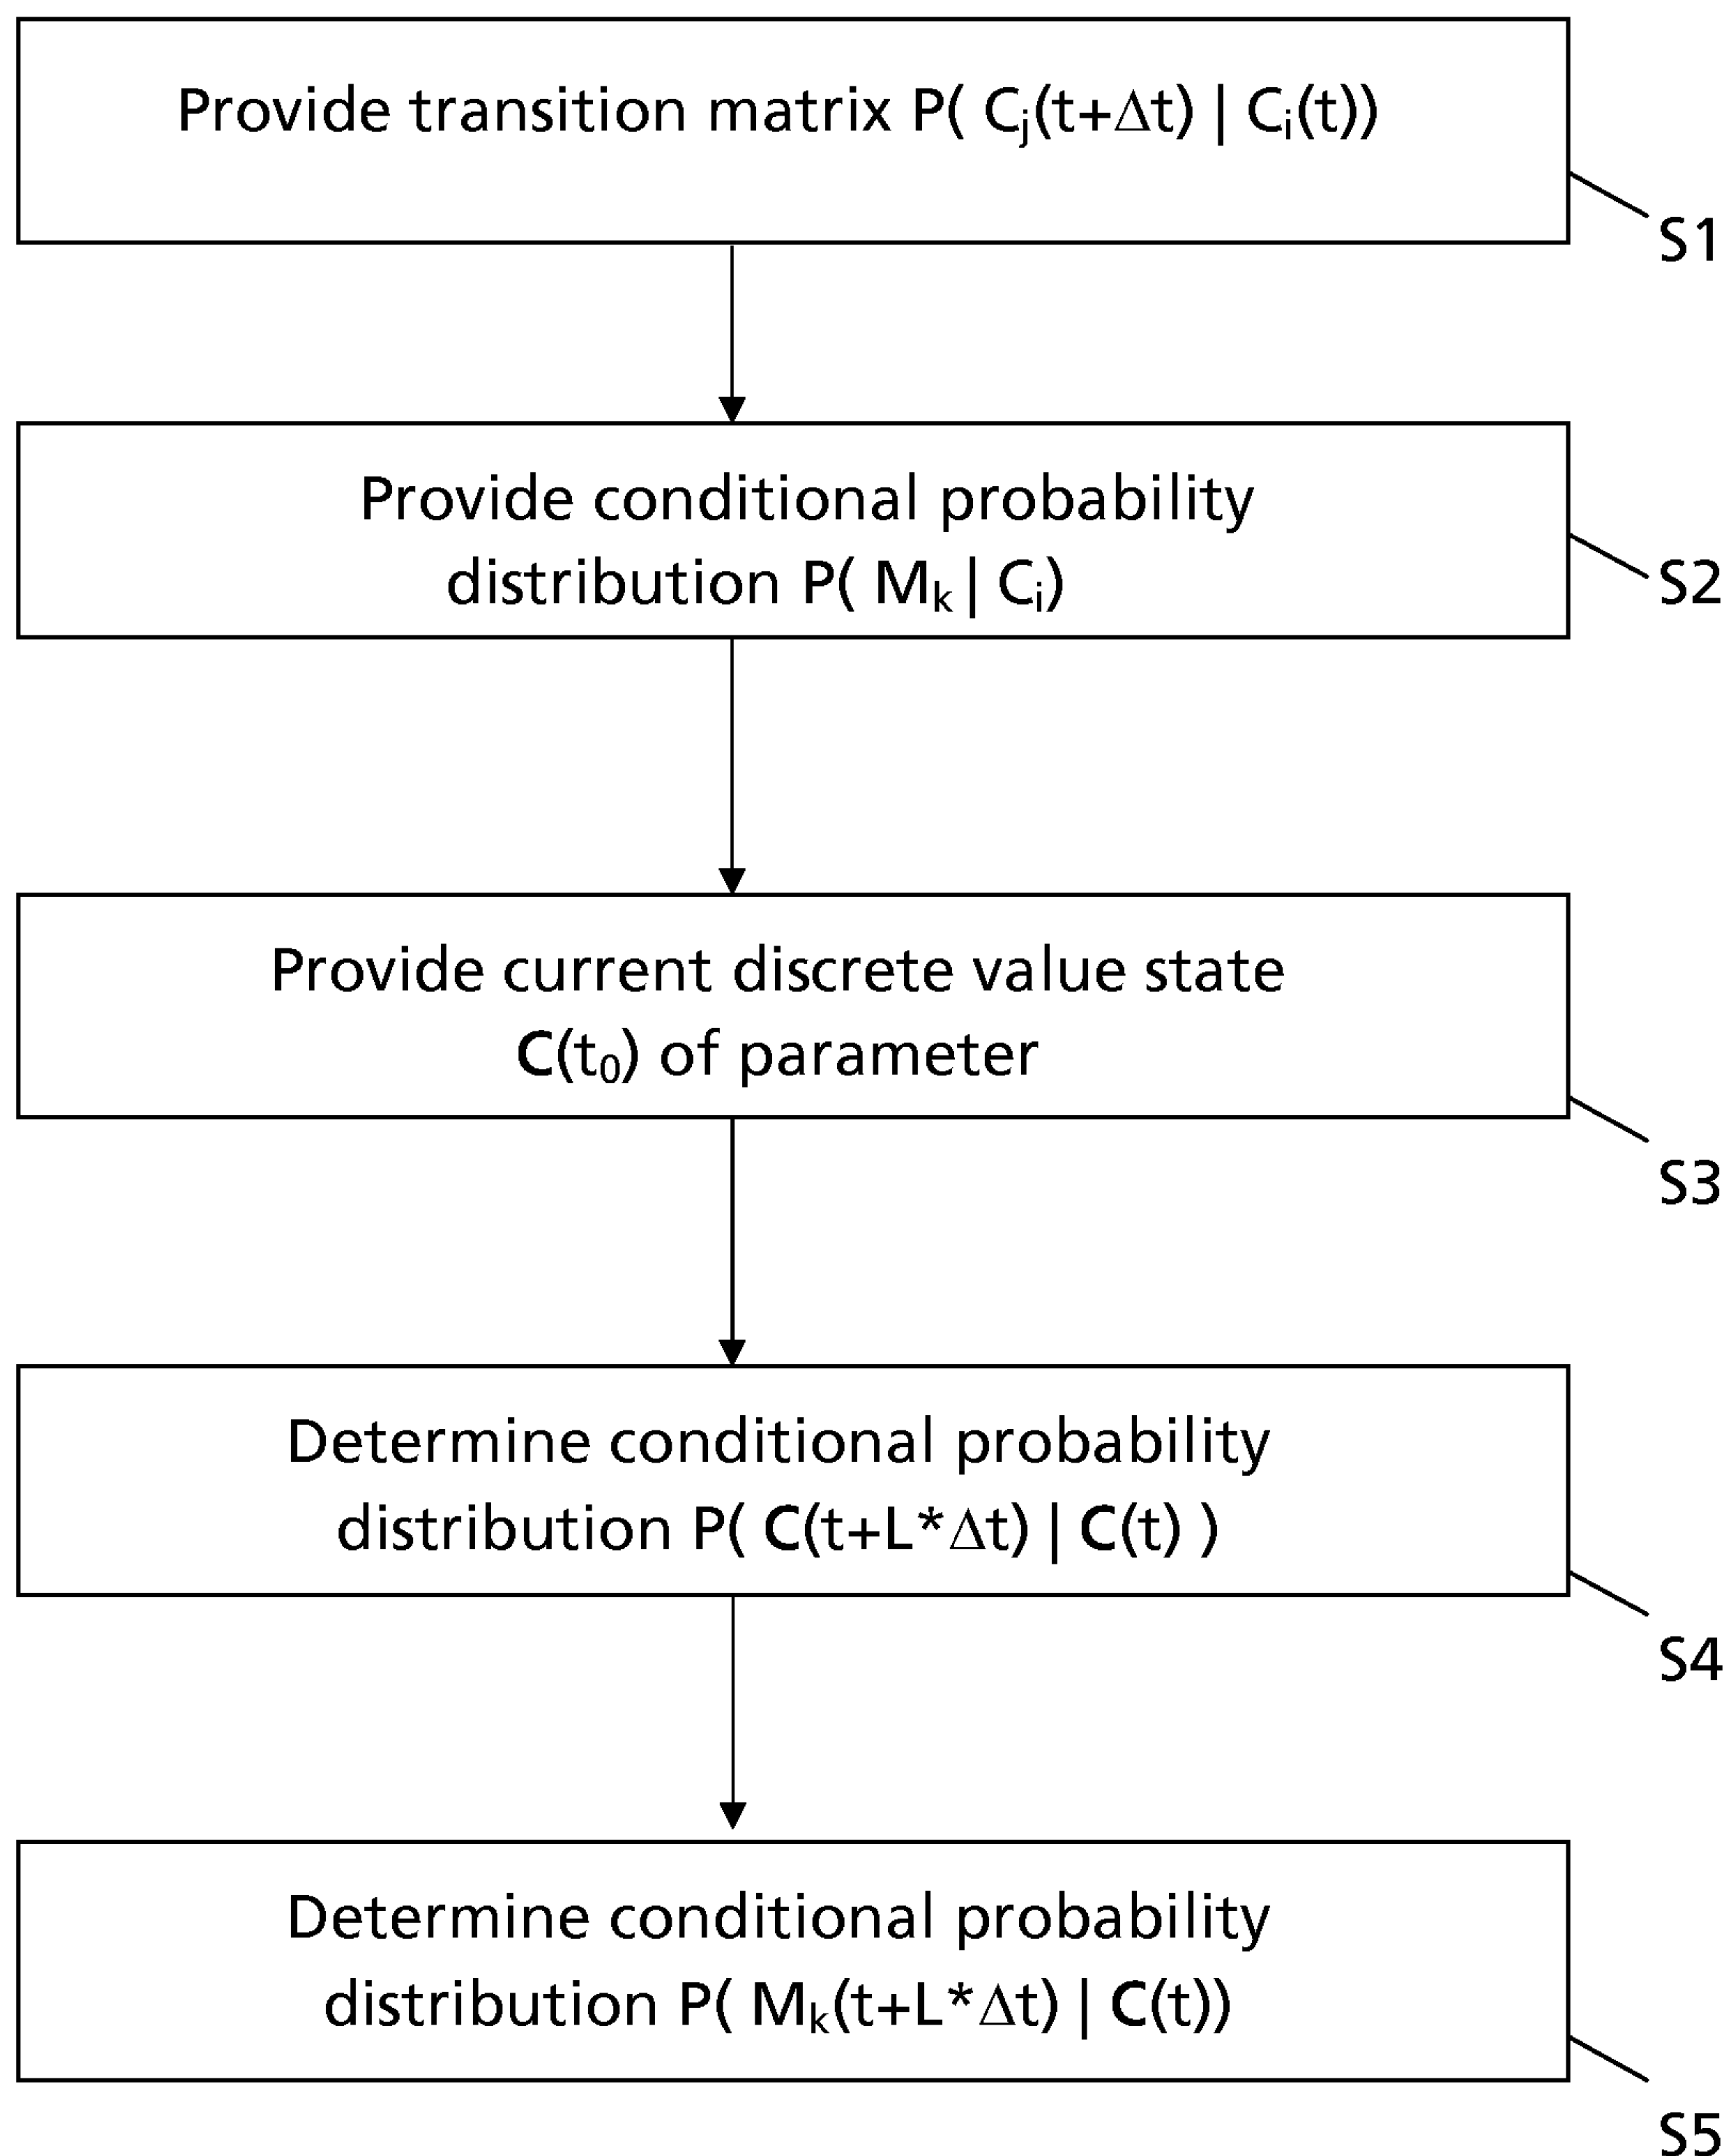 Provide transition matrix P( Cj(t+Δt) | Ci(t))
S1
Provide conditional probability
distribution P( Mk | Ci)
S2
Provide current discrete value state
C(t0) of parameter
S3
Determine conditional probability
distribution P( C(t+L*Δt) | C(t) )
S4
Determine conditional probability
distribution P( Mk(t+L*Δt) | C(t))
S5